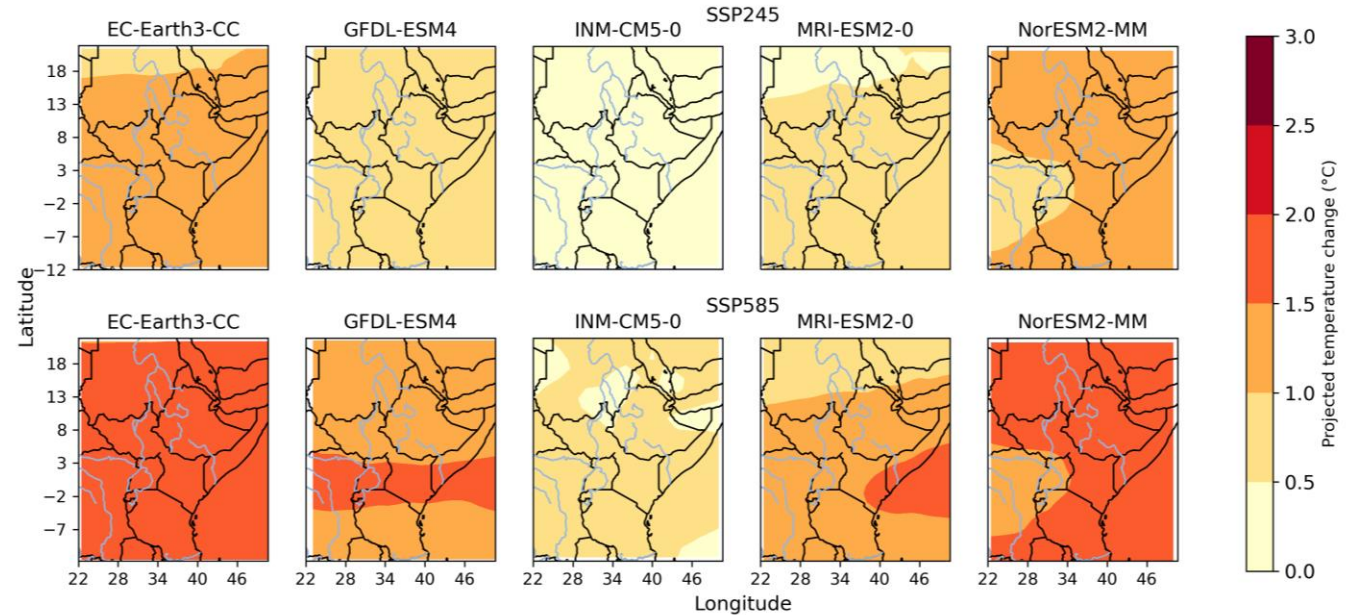 SSP245
EC-Earth3-CC GFDL-ESM4 INM-CM5-0 MRI-ESM2-0 NorESM2-MM
18
13
8
3
−2
−7
−12
Latitude
SSP585
EC-Earth3-CC GFDL-ESM4 INM-CM5-0 MRI-ESM2-0 NorESM2-MM
18
13
8
3
−2
−7
22 28 34 40 46 22 28 34 40 46 22 28 34 40 46 22 28 34 40 46 22 28 34 40 46
Longitude
3.0
2.5
2.0
1.5
1.0
0.5
0.0
Projected temperature change (°C)